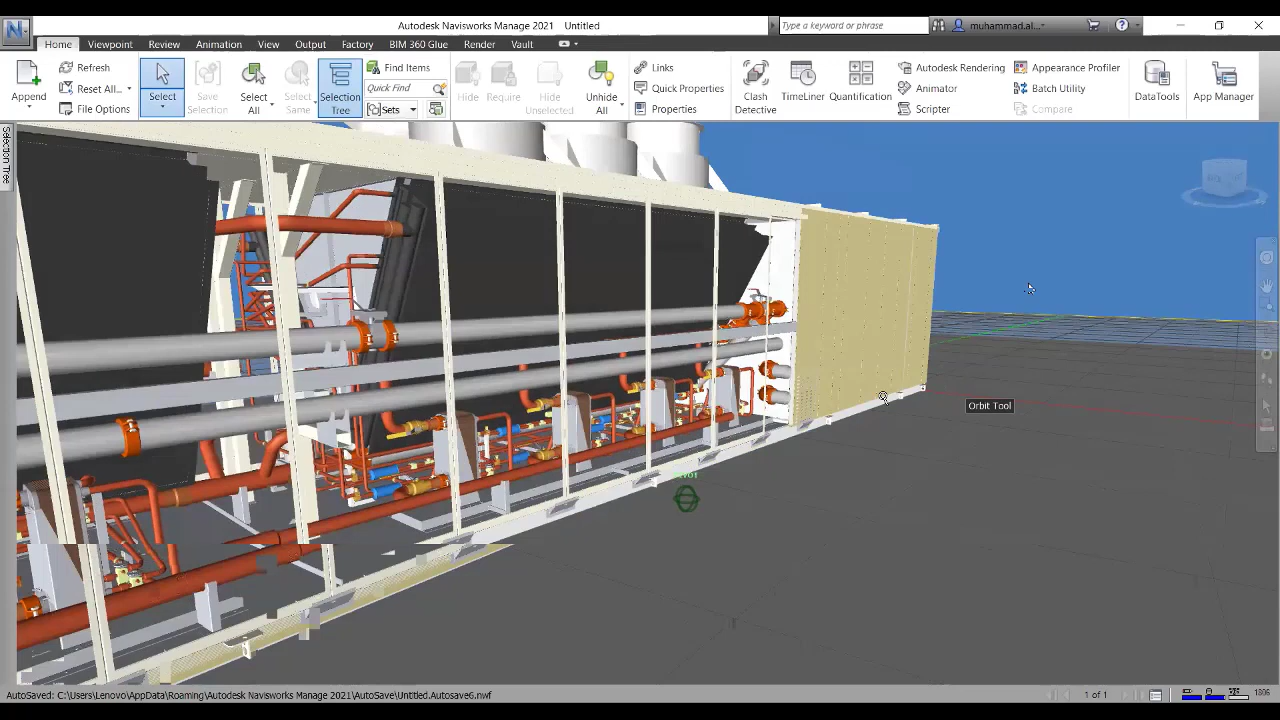 Autodesk Navisworks Manage 2021 Untitled
Type a keyword or phrase
muhammad.al...
Home Viewpoint Review Animation View Output Factory BIM 360 Glue Render Vault
Append
Refresh
Reset All...
File Options
Select
Save Selection
Select All
Select Same
Selection Tree
Find Items
Quick Find
Sets
Hide
Require
Hide Unselected
Unhide All
Links
Quick Properties
Properties
Clash Detective
TimeLiner
Quantification
Autodesk Rendering
Animator
Scripter
Appearance Profiler
Batch Utility
Compare
DataTools
App Manager
Selection Tree
Orbit Tool
AutoSaved: C:\Users\Lenovo\AppData\Roaming\Autodesk Navisworks Manage 2021\AutoSave\Untitled.Autosave6.nwf
1 of 1
1806